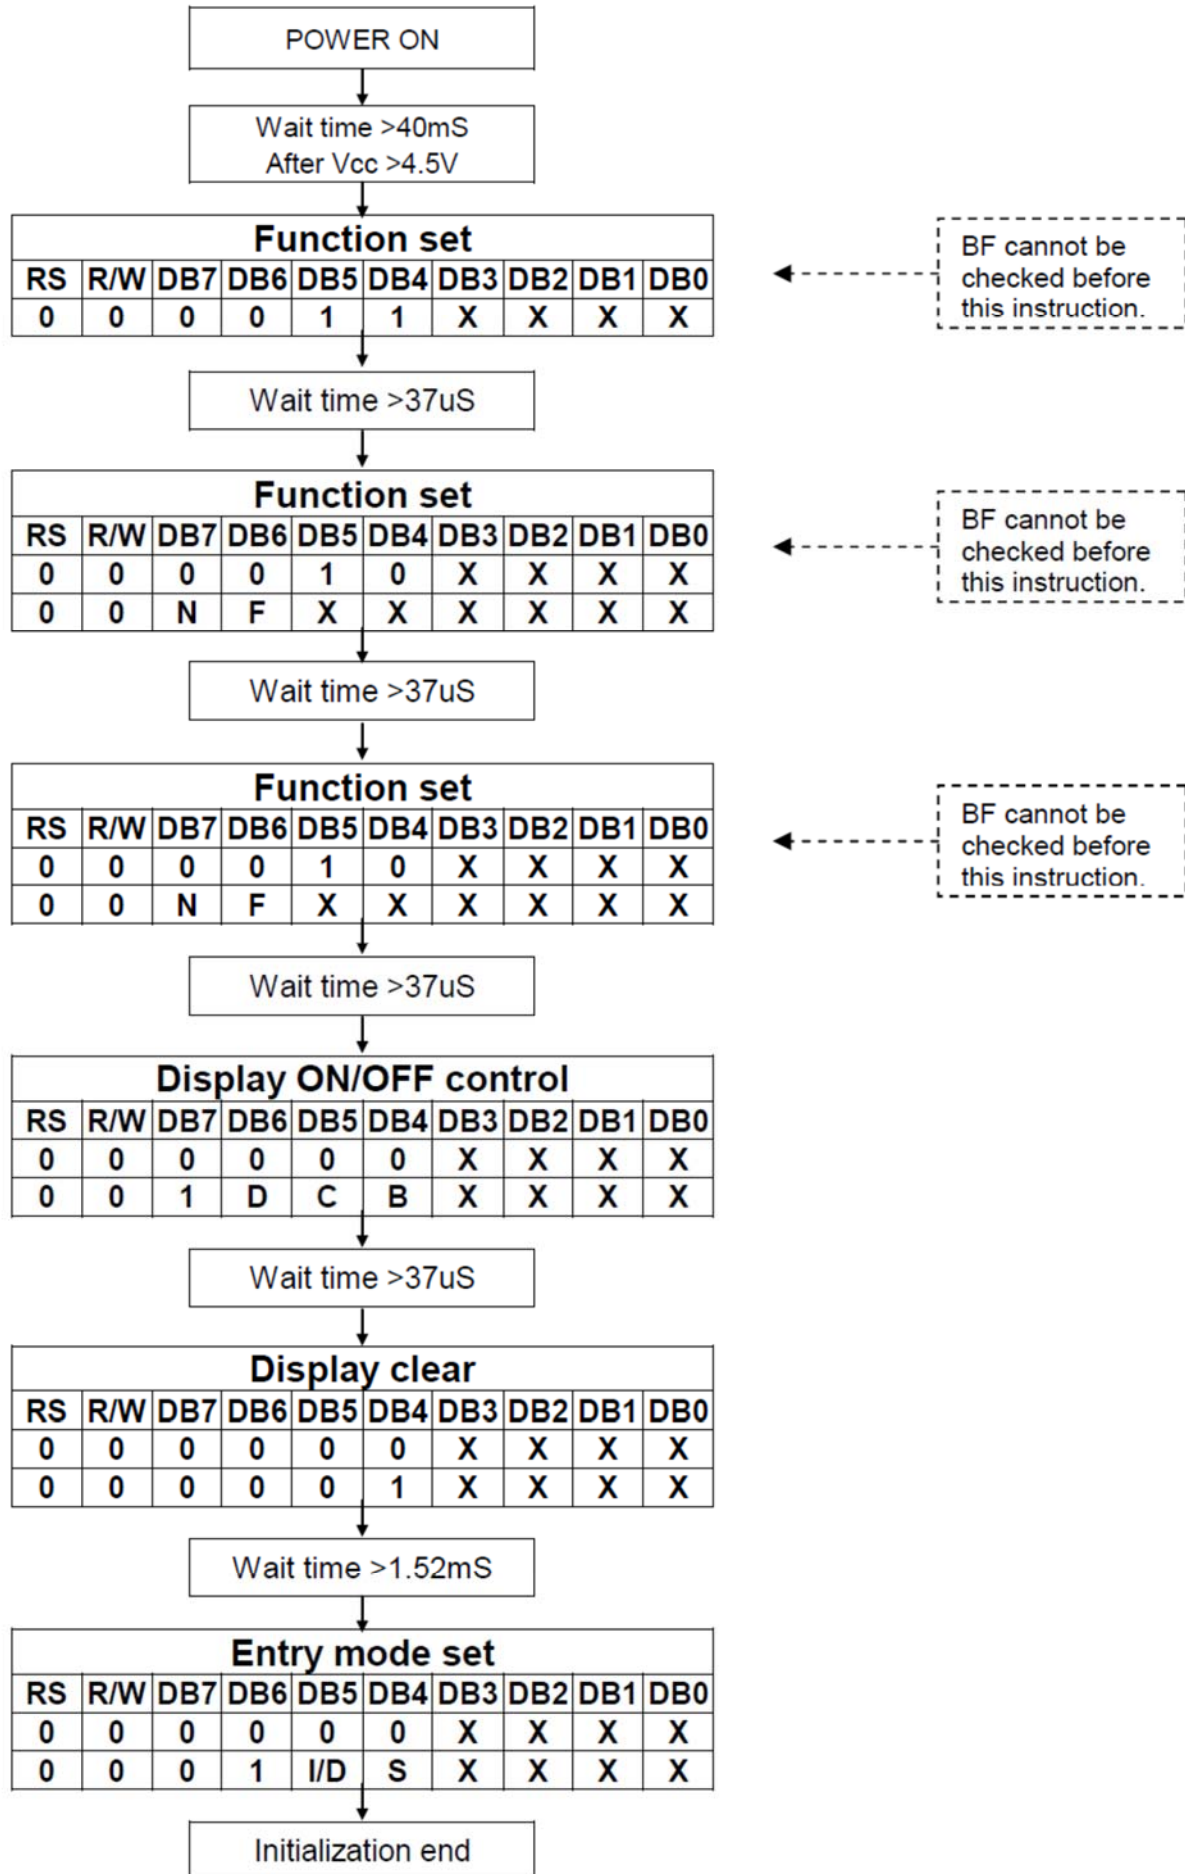 POWER ON
Wait time >40mS
After Vcc >4.5V
Function set
RS R/W DB7 DB6 DB5 DB4 DB3 DB2 DB1 DB0
0 0 0 0 1 1 X X X X
BF cannot be
checked before
this instruction.
Wait time >37uS
Function set
RS R/W DB7 DB6 DB5 DB4 DB3 DB2 DB1 DB0
0 0 0 0 1 0 X X X X
0 0 N F X X X X X X
BF cannot be
checked before
this instruction.
Wait time >37uS
Function set
RS R/W DB7 DB6 DB5 DB4 DB3 DB2 DB1 DB0
0 0 0 0 1 0 X X X X
0 0 N F X X X X X X
BF cannot be
checked before
this instruction.
Wait time >37uS
Display ON/OFF control
RS R/W DB7 DB6 DB5 DB4 DB3 DB2 DB1 DB0
0 0 0 0 0 0 X X X X
0 0 1 D C B X X X X
Wait time >37uS
Display clear
RS R/W DB7 DB6 DB5 DB4 DB3 DB2 DB1 DB0
0 0 0 0 0 0 X X X X
0 0 0 0 0 1 X X X X
Wait time >1.52mS
Entry mode set
RS R/W DB7 DB6 DB5 DB4 DB3 DB2 DB1 DB0
0 0 0 0 0 0 X X X X
0 0 0 1 I/D S X X X X
Initialization end